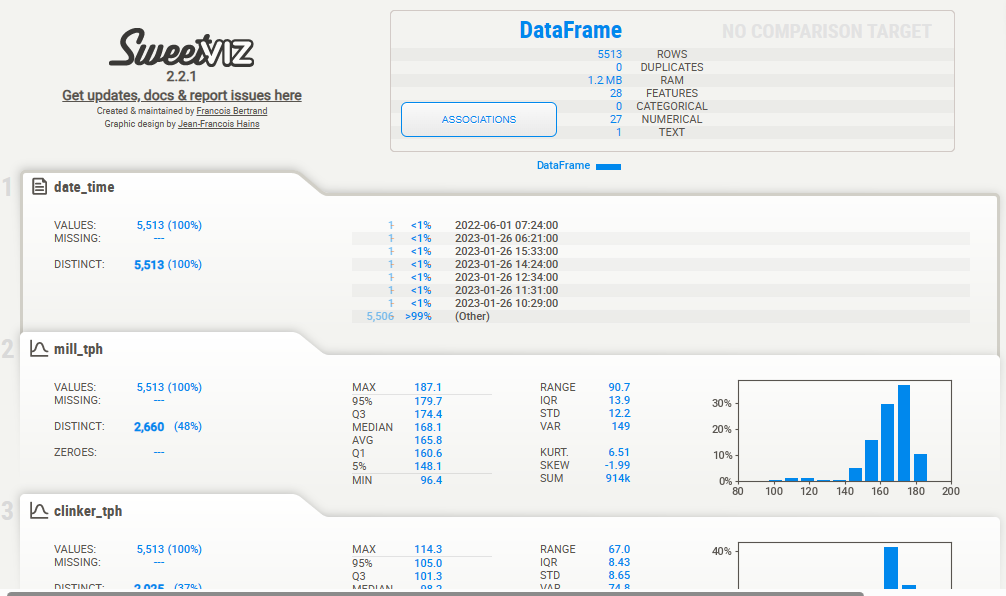 SweetVIZ
2.2.1
Get updates, docs & report issues here
Created & maintained by Francois Bertrand
Graphic design by Jean-Francois Hains
DataFrame
NO COMPARISON TARGET
5513 ROWS
0 DUPLICATES
1.2 MB RAM
28 FEATURES
0 CATEGORICAL
27 NUMERICAL
1 TEXT
ASSOCIATIONS
DataFrame
1
date_time
VALUES: 5,513 (100%)
MISSING: ---
DISTINCT: 5,513 (100%)
1 <1% 2022-06-01 07:24:00
1 <1% 2023-01-26 06:21:00
1 <1% 2023-01-26 15:33:00
1 <1% 2023-01-26 14:24:00
1 <1% 2023-01-26 12:34:00
1 <1% 2023-01-26 11:31:00
1 <1% 2023-01-26 10:29:00
5,506 >99% (Other)
2
mill_tph
VALUES: 5,513 (100%)
MISSING: ---
DISTINCT: 2,660 (48%)
ZEROES: ---
MAX 187.1
95% 179.7
Q3 174.4
MEDIAN 168.1
AVG 165.8
Q1 160.6
5% 148.1
MIN 96.4
RANGE 90.7
IQR 13.9
STD 12.2
VAR 149
KURT. 6.51
SKEW -1.99
SUM 914k
30%
20%
10%
0%
80 100 120 140 160 180 200
3
clinker_tph
VALUES: 5,513 (100%)
MISSING: ---
DISTINCT: 2,025 (37%)
MAX 114.3
95% 105.0
Q3 101.3
MEDIAN 98.2
RANGE 67.0
IQR 8.43
STD 8.65
VAR 74.8
40%